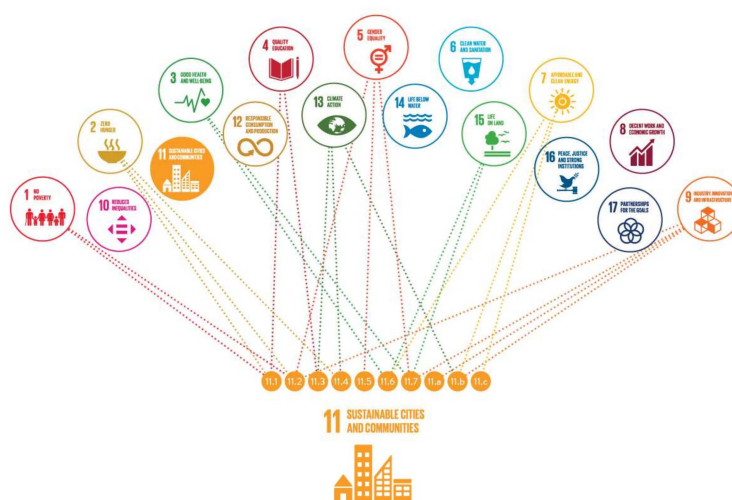 5 GENDER
EQUALITY
4 QUALITY
EDUCATION
6 CLEAN WATER
AND SANITATION
3 GOOD HEALTH
AND WELL-BEING
7 AFFORDABLE AND
CLEAN ENERGY
13 CLIMATE
ACTION
14 LIFE BELOW
WATER
12 RESPONSIBLE
CONSUMPTION
AND PRODUCTION
15 LIFE
ON LAND
2 ZERO
HUNGER
8 DECENT WORK AND
ECONOMIC GROWTH
11 SUSTAINABLE CITIES
AND COMMUNITIES
16 PEACE, JUSTICE
AND STRONG
INSTITUTIONS
1 NO
POVERTY
9 INDUSTRY, INNOVATION
AND INFRASTRUCTURE
10 REDUCED
INEQUALITIES
17 PARTNERSHIPS
FOR THE GOALS
11.1 11.2 11.3 11.4 11.5 11.6 11.7 11.a 11.b 11.c
11 SUSTAINABLE CITIES
AND COMMUNITIES